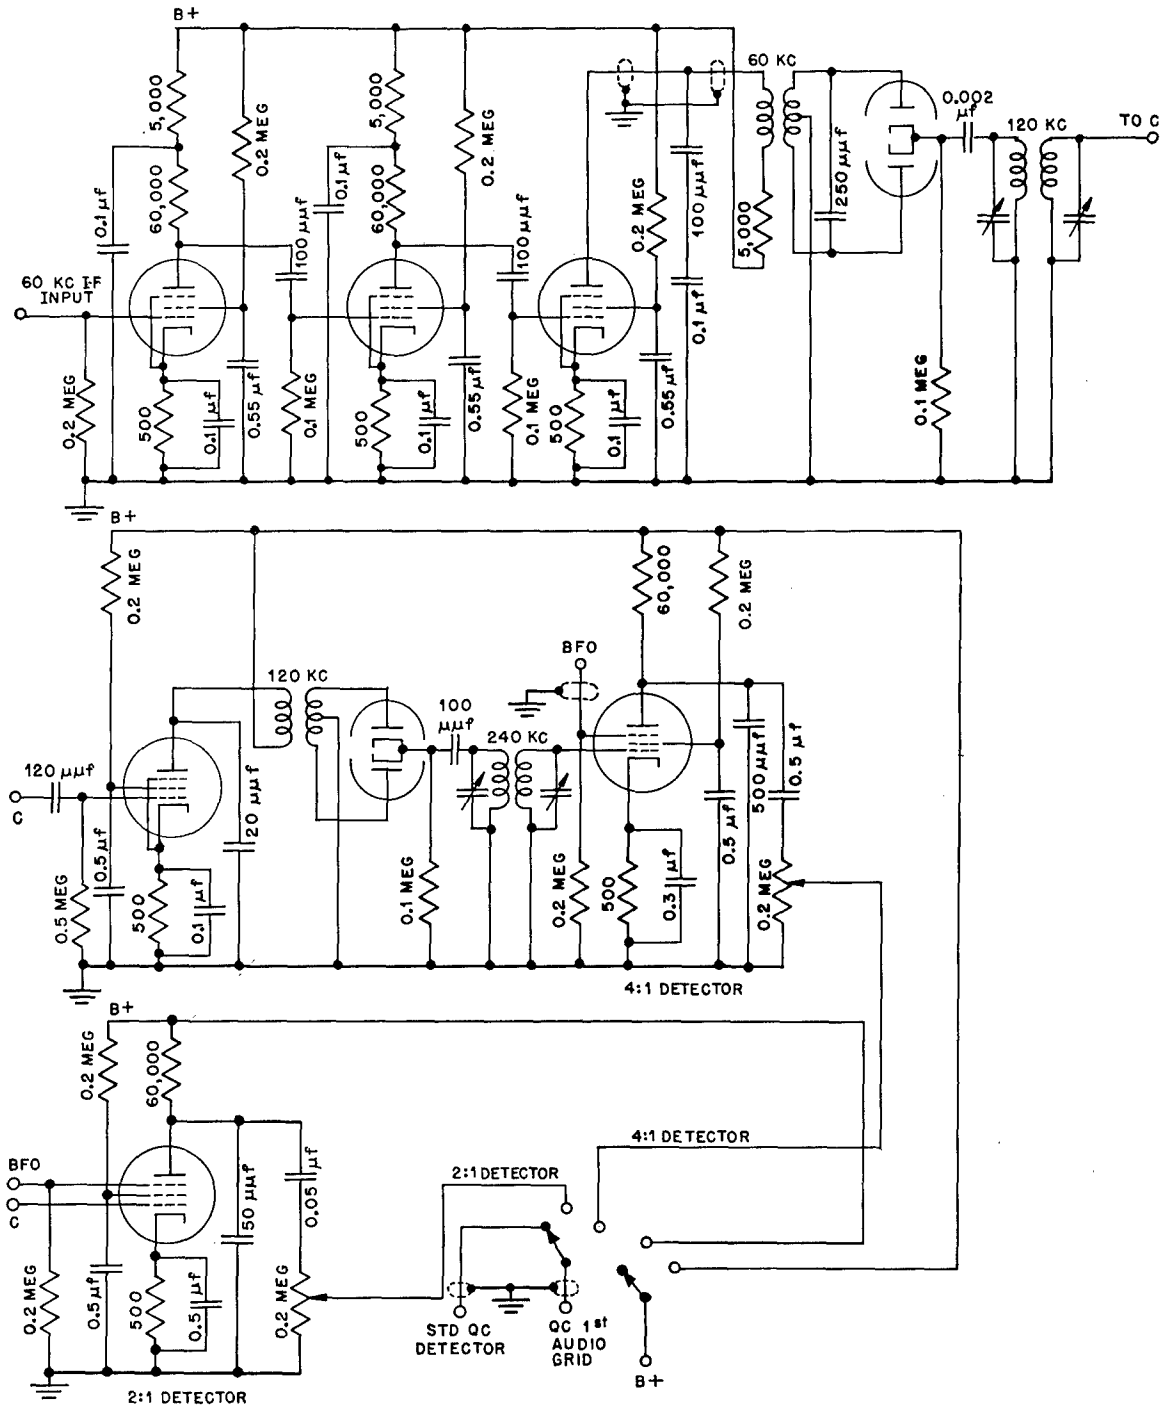 B+
5,000
0.2 MEG
5,000
0.2 MEG
60 KC
0.002
µf
120 KC
TO C
0.1 µf
60,000
100 µµf
0.1 µf
60,000
100 µµf
0.2 MEG
100 µµf
5,000
250 µµf
60 KC I-F
INPUT
0.2 MEG
500
0.1 µf
0.55 µf
0.1 MEG
500
0.1 µf
0.55 µf
0.1 MEG
500
0.1 µf
0.55 µf
0.1 µf
0.1 MEG
B+
0.2 MEG
60,000
0.2 MEG
BFO
120 KC
100
µµf
240 KC
120 µµf
C
0.5 MEG
0.5 µf
500
0.1 µf
20 µµf
0.1 MEG
0.2 MEG
500
0.3 µf
0.5 µf
500 µµf
0.5 µf
0.2 MEG
4:1 DETECTOR
B+
0.2 MEG
60,000
BFO
C
0.2 MEG
0.5 µf
500
0.5 µf
50 µµf
0.05 µf
0.2 MEG
2:1 DETECTOR
4:1 DETECTOR
2:1 DETECTOR
STD QC
DETECTOR
QC 1st
AUDIO
GRID
B+